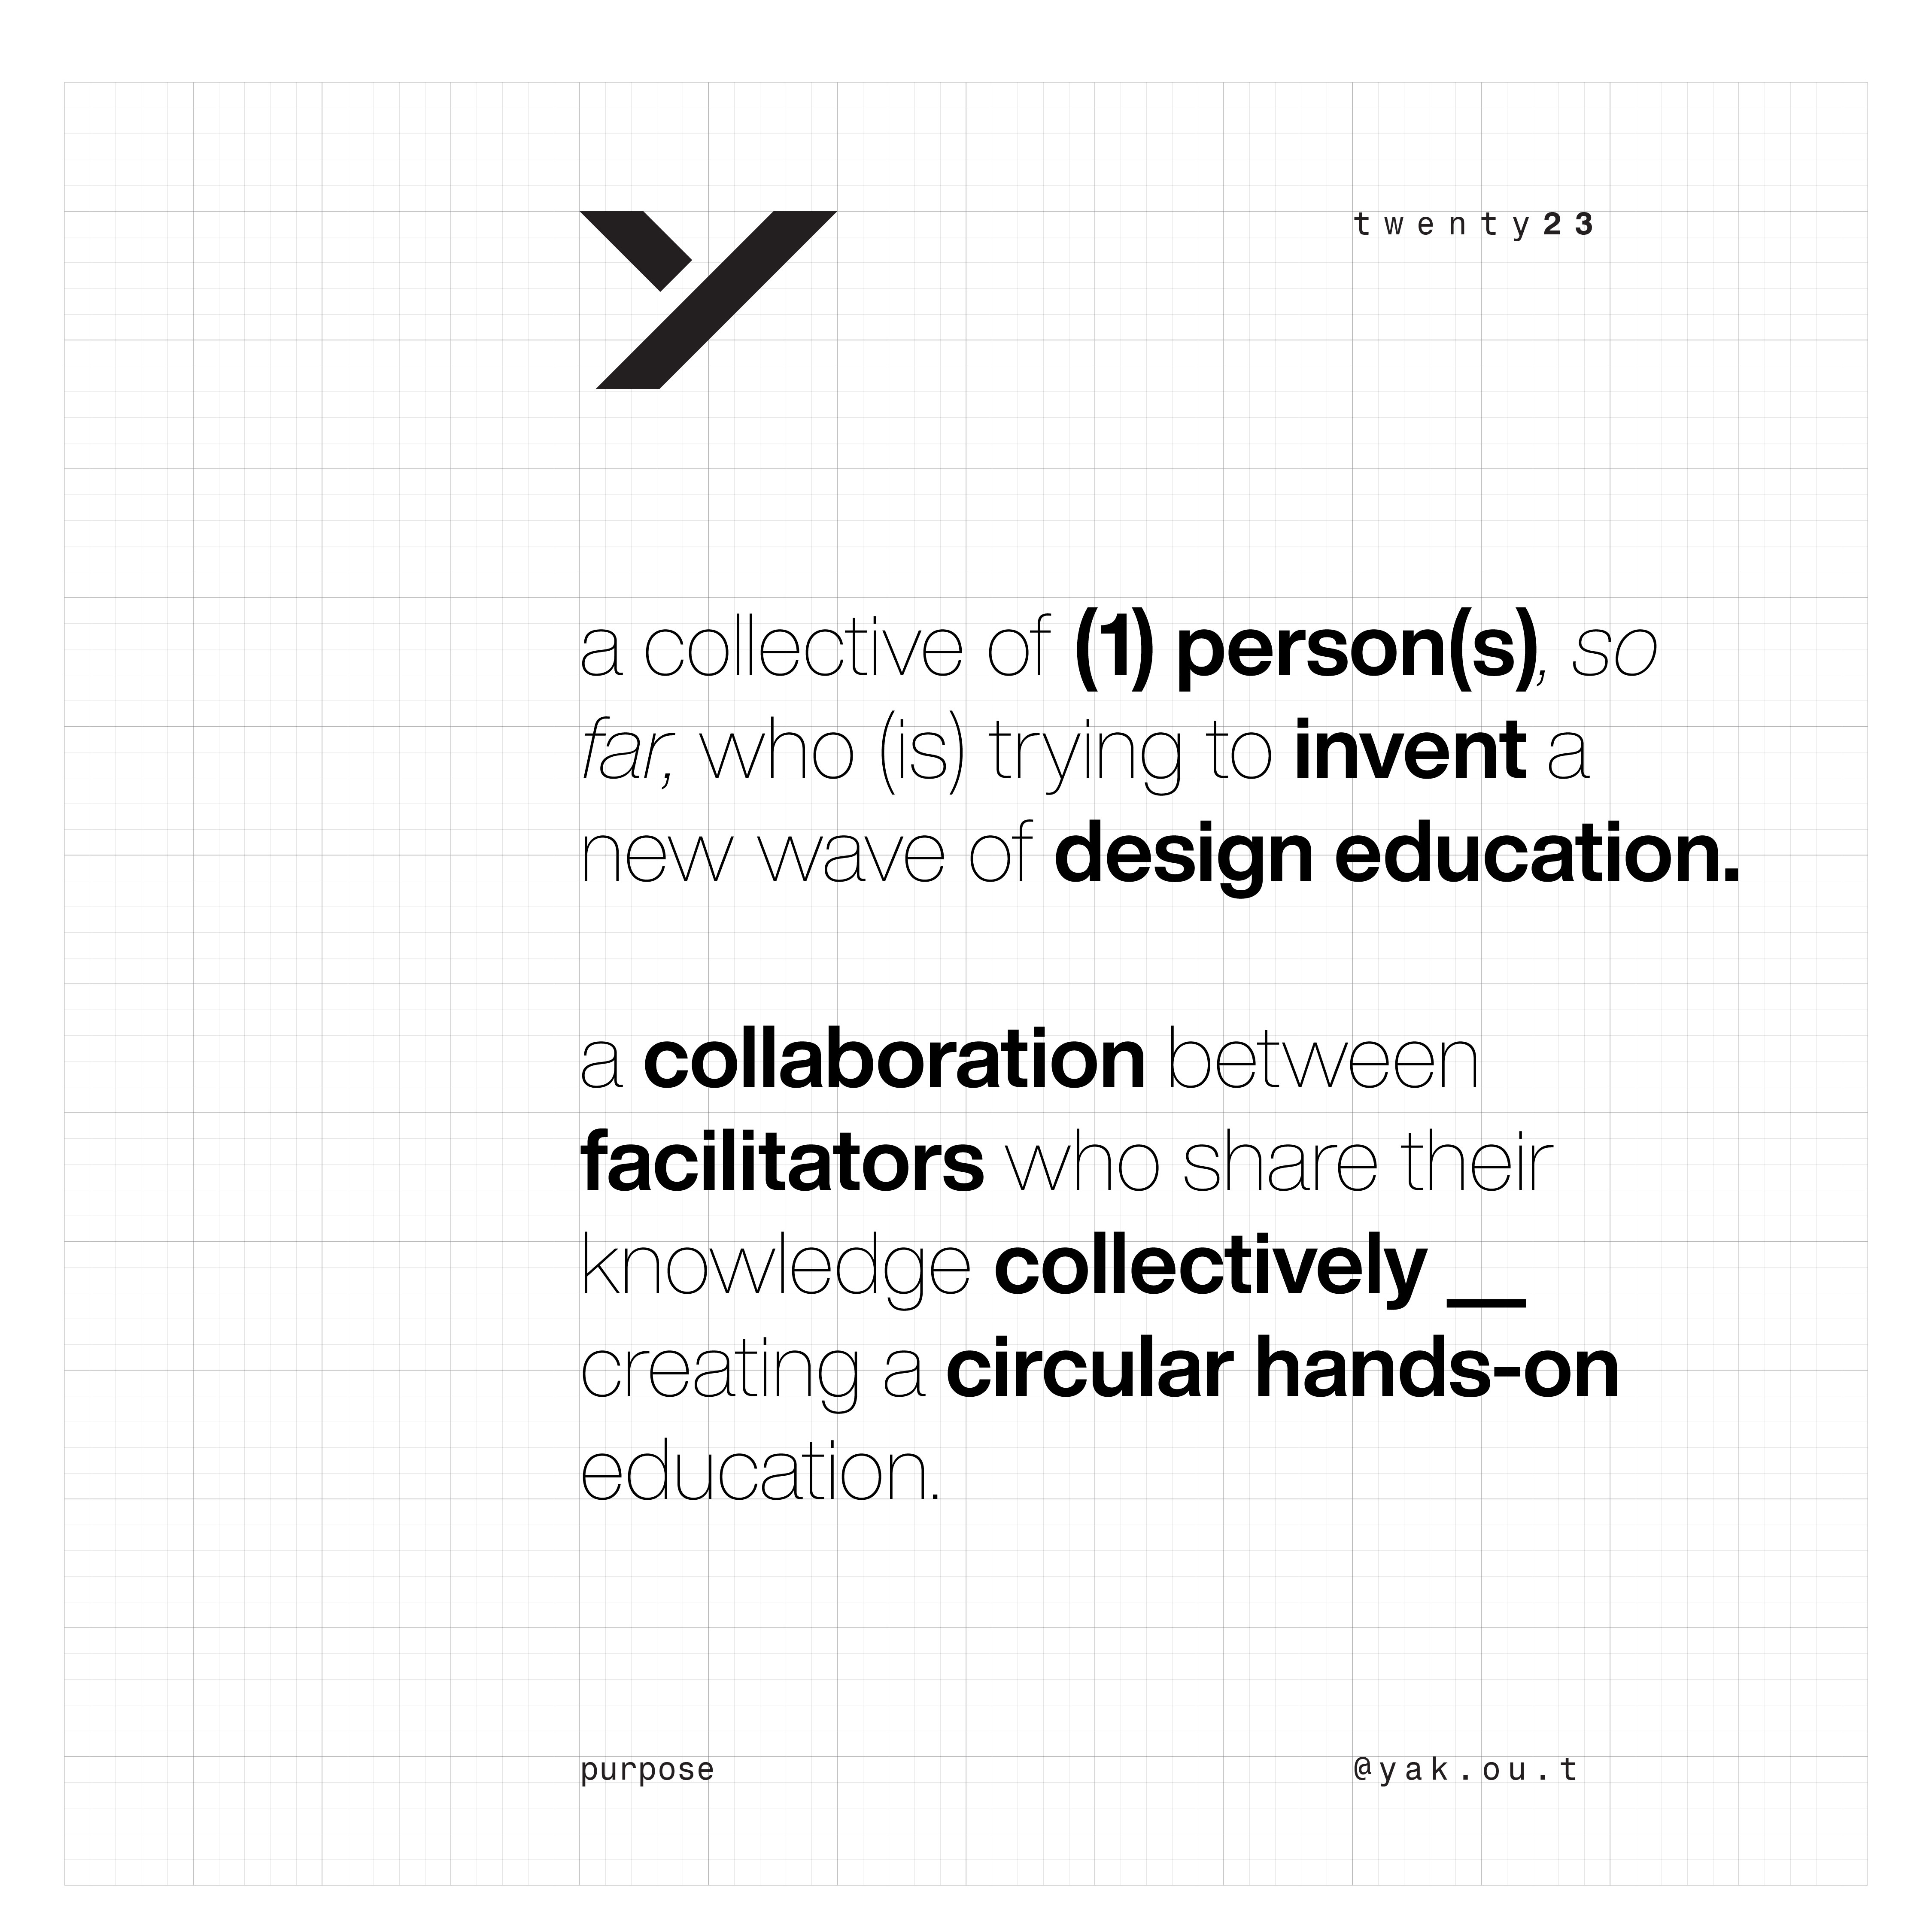 twenty23
a collective of (1) person(s), so
far, who (is) trying to invent a
new wave of design education.
a collaboration between
facilitators who share their
knowledge collectively __
creating a circular hands-on
education.
purpose
@yak.ou.t